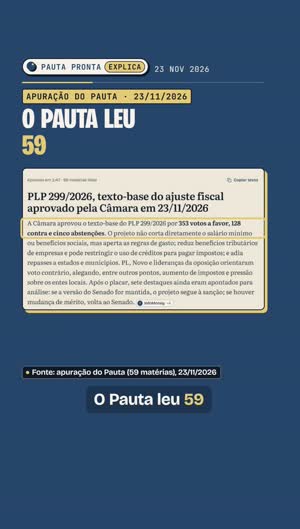 PAUTA PRONTA EXPLICA 23 NOV 2026
APURAÇÃO DO PAUTA · 23/11/2026
O PAUTA LEU
59
Copiar texto
PLP 299/2026, texto-base do ajuste fiscal
aprovado pela Câmara em 23/11/2026
A Câmara aprovou o texto-base do PLP 299/2026 por 353 votos a favor, 128
contra e cinco abstenções. O projeto não corta diretamente o salário mínimo
ou benefícios sociais, mas aperta as regras de gasto; reduz benefícios tributários
de empresas e pode restringir o uso de créditos para pagar impostos; e adia
repasses a estados e municípios. PL, Novo e lideranças da oposição orientaram
voto contrário, alegando, entre outros pontos, aumento de impostos e pressão
sobre os entes locais. Após o placar, sete destaques ainda eram apontados para
análise: se a versão do Senado for mantida, o projeto segue à sanção; se houver
mudança de mérito, volta ao Senado.
Fonte: apuração do Pauta (59 matérias), 23/11/2026
O Pauta leu 59